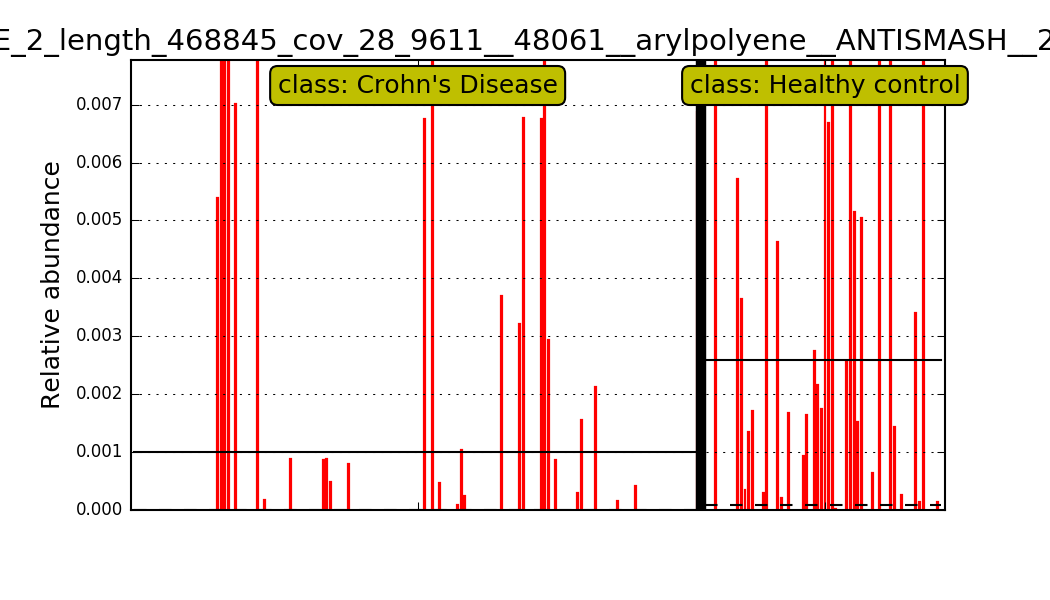 E_2_length_468845_cov_28_9611__48061__arylpolyene__ANTISMASH__2
class: Crohn's Disease
class: Healthy control
Relative abundance
0.007
0.006
0.005
0.004
0.003
0.002
0.001
0.000